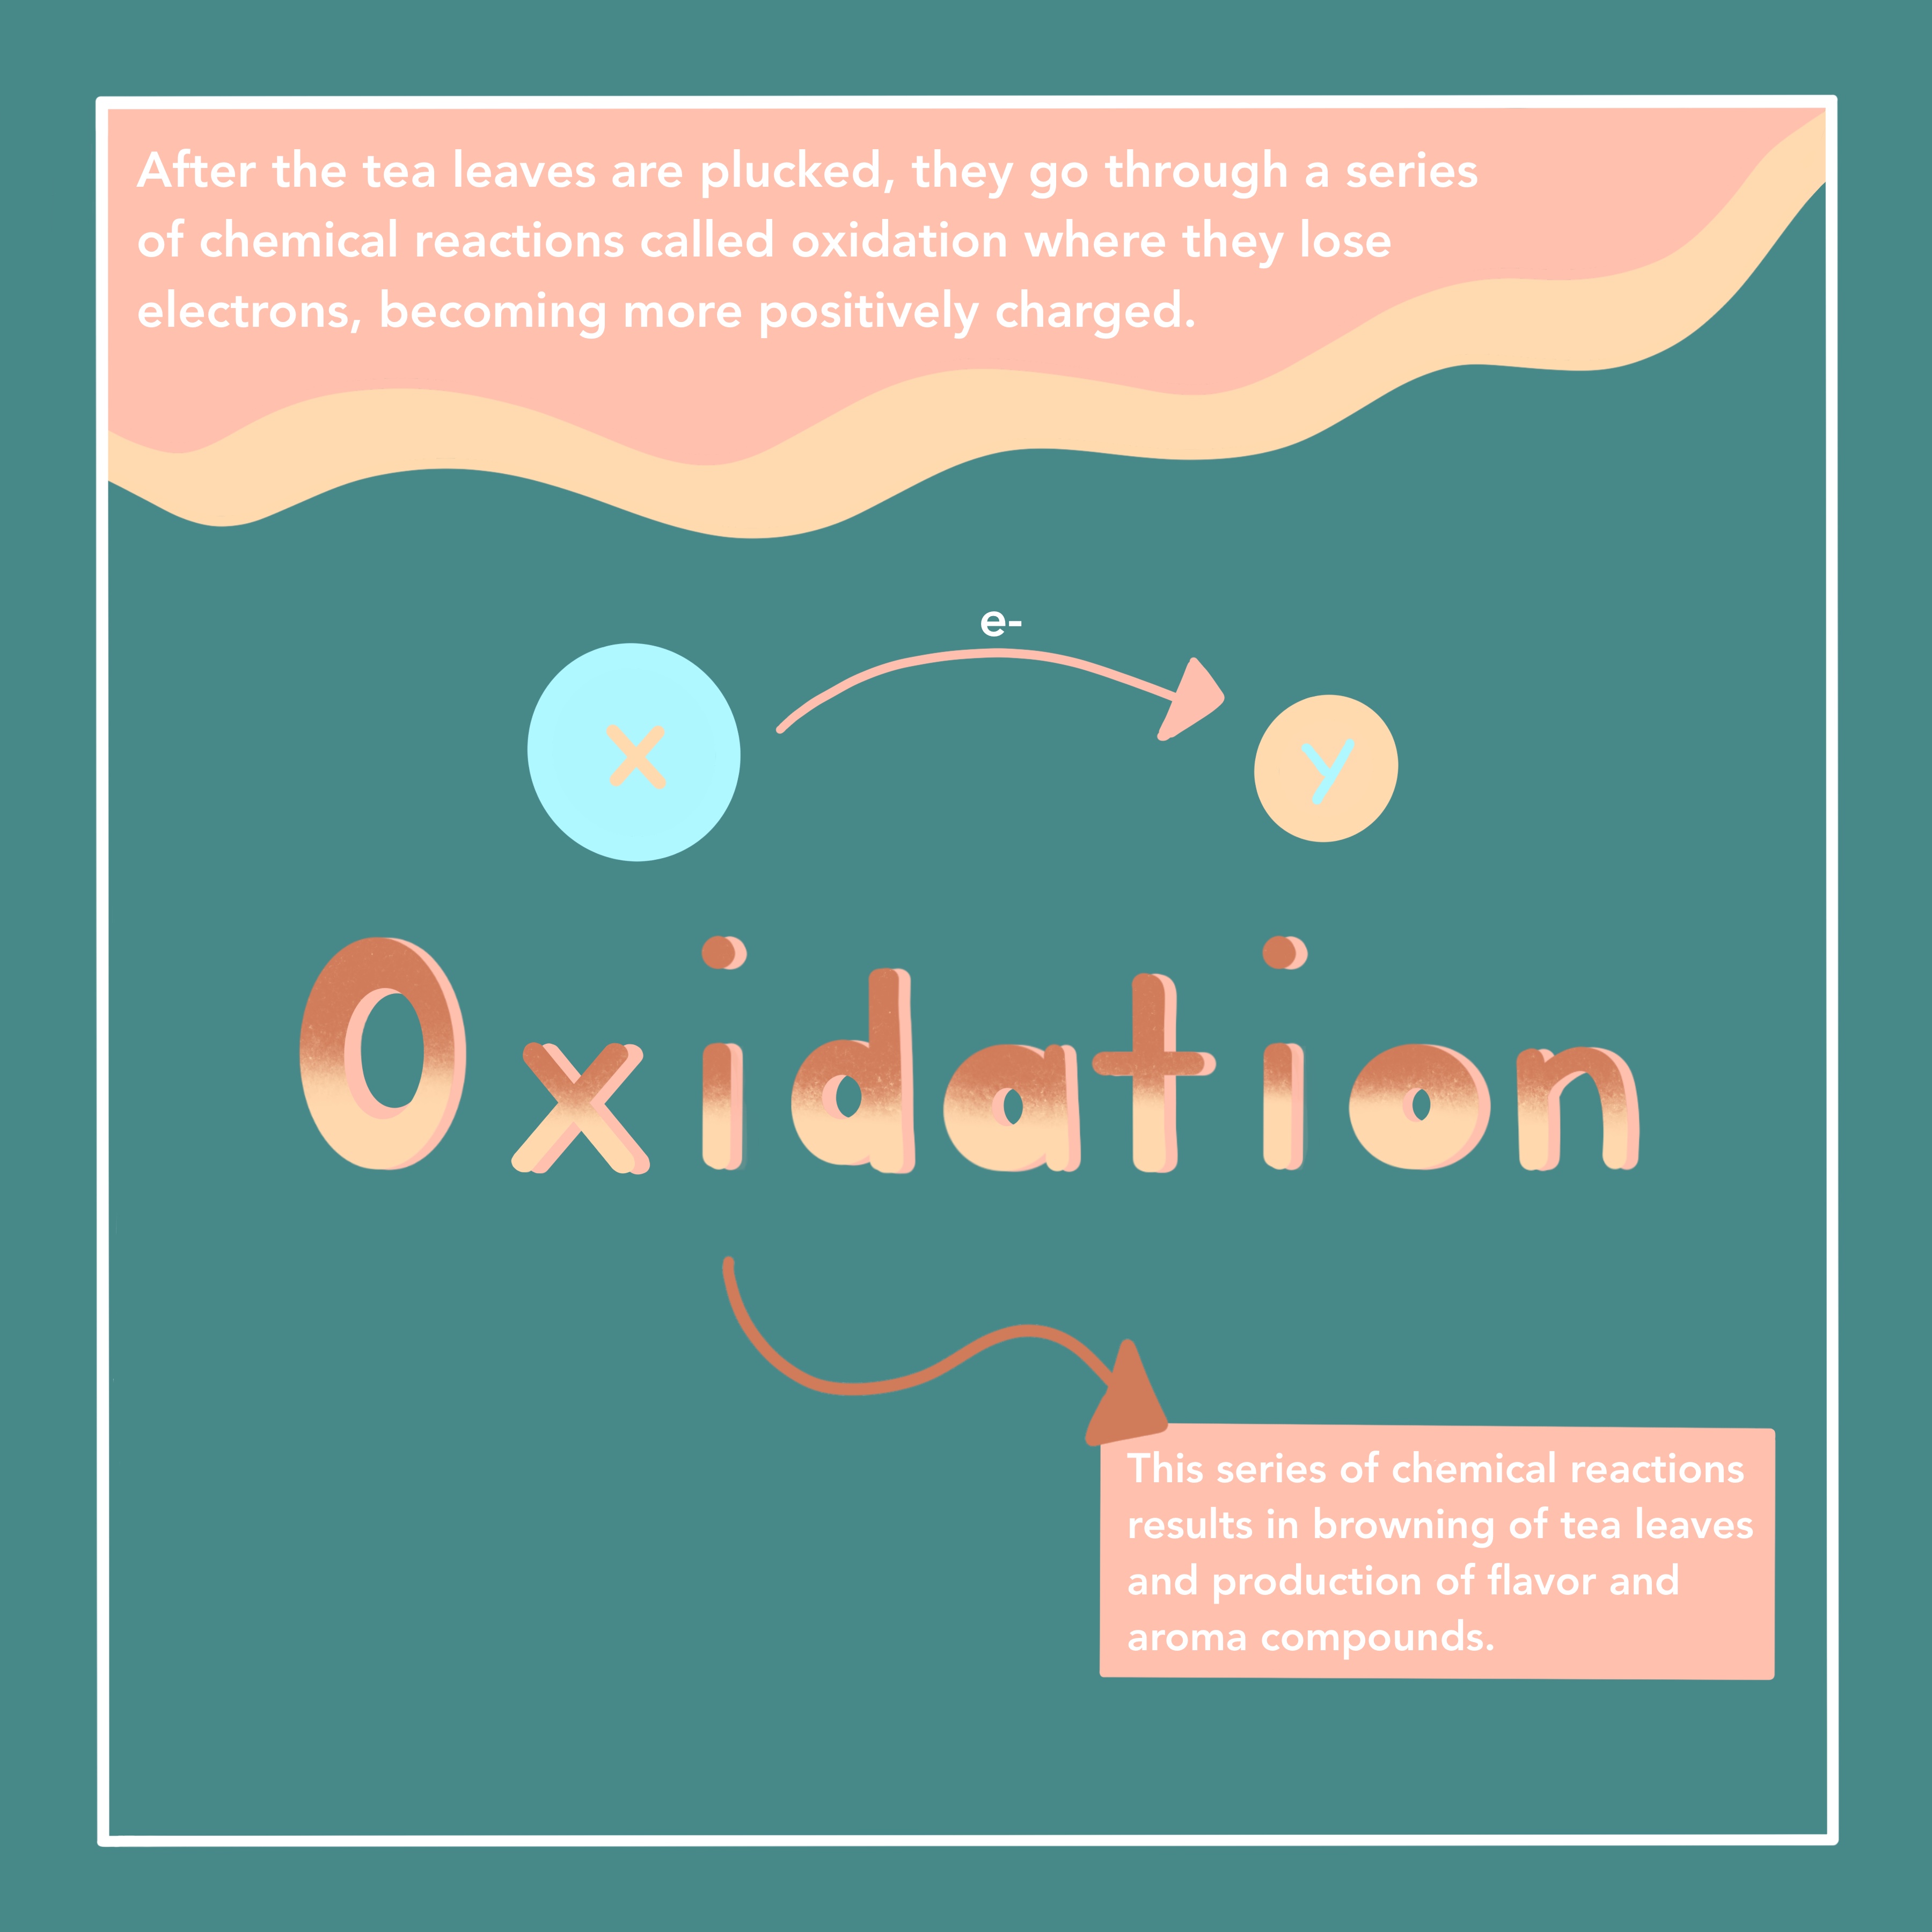 After the tea leaves are plucked, they go through a series
of chemical reactions called oxidation where they lose
electrons, becoming more positively charged.
e-
x
y
Oxidation
This series of chemical reactions
results in browning of tea leaves
and production of flavor and
aroma compounds.